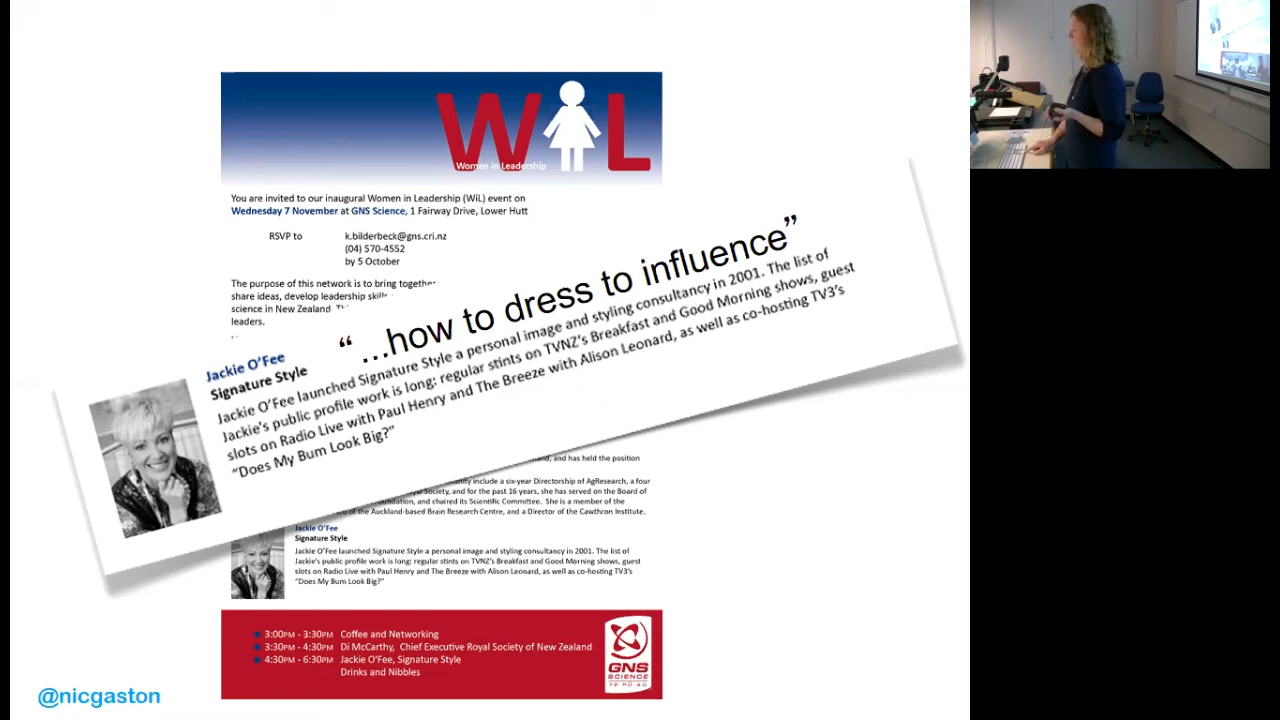 WiL
Women in Leadership
You are invited to our inaugural Women in Leadership (WiL) event on
Wednesday 7 November at GNS Science, 1 Fairway Drive, Lower Hutt
RSVP to k.bilderbeck@gns.cri.nz
(04) 570-4552
by 5 October
The purpose of this network is to bring together
share ideas, develop leadership skills
science in New Zealand
leaders.
“...how to dress to influence”
Jackie O’Fee
Signature Style
Jackie O’Fee launched Signature Style a personal image and styling consultancy in 2001. The list of
Jackie’s public profile work is long: regular stints on TVNZ’s Breakfast and Good Morning shows, guest
slots on Radio Live with Paul Henry and The Breeze with Alison Leonard, as well as co-hosting TV3’s
“Does My Bum Look Big?”
and has held the position
include a six-year Directorship of AgResearch, a four
Society, and for the past 16 years, she has served on the Board of
and chaired its Scientific Committee. She is a member of the
of the Auckland-based Brain Research Centre, and a Director of the Cawthron Institute.
Jackie O’Fee
Signature Style
Jackie O’Fee launched Signature Style a personal image and styling consultancy in 2001. The list of
Jackie’s public profile work is long: regular stints on TVNZ’s Breakfast and Good Morning shows, guest
slots on Radio Live with Paul Henry and The Breeze with Alison Leonard, as well as co-hosting TV3’s
“Does My Bum Look Big?”
3:00PM - 3:30PM Coffee and Networking
3:30PM - 4:30PM Di McCarthy, Chief Executive Royal Society of New Zealand
4:30PM - 6:30PM Jackie O’Fee, Signature Style
Drinks and Nibbles
GNS
SCIENCE
TE PŪ AO
@nicgaston